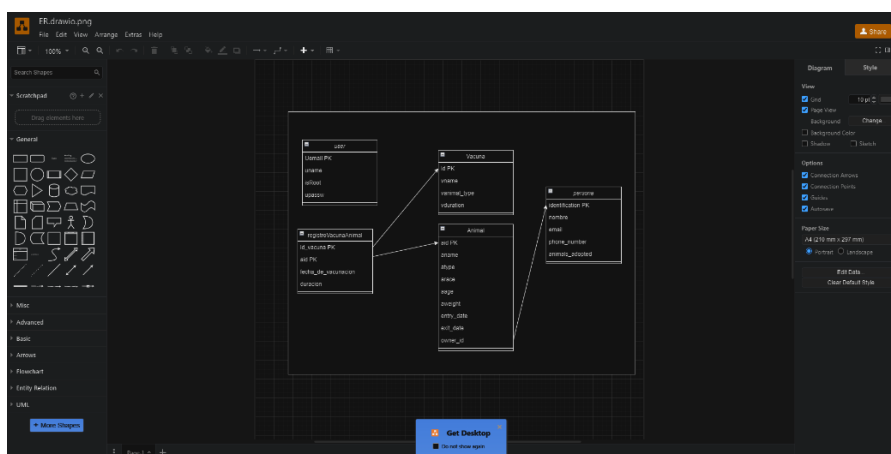 ER.drawio.png
File Edit View Arrange Extras Help
Share
100%
Search Shapes
Scratchpad
Drag elements here
General
Misc
Advanced
Basic
Arrows
Flowchart
Entity Relation
UML
+ More Shapes
user
Uemail PK
uname
isRoot
Vacuna
id PK
vname
vanimal_type
vduration
persona
identification PK
nombre
email
phone_number
animals_adopted
registroVacunaAnimal
id_vacuna PK
aid PK
fecha_de_vacunacion
duracion
Animal
aid PK
aname
atype
arace
aage
aweight
entry_date
exit_date
owner_id
Get Desktop
Do not show again
Diagram Style
View
Grid 10 pt
Page View
Background Change
Background Color
Shadow Sketch
Options
Connection Arrows
Connection Points
Guides
Autosave
Paper Size
A4 (210 mm x 297 mm)
Portrait Landscape
Edit Data
Clear Default Style